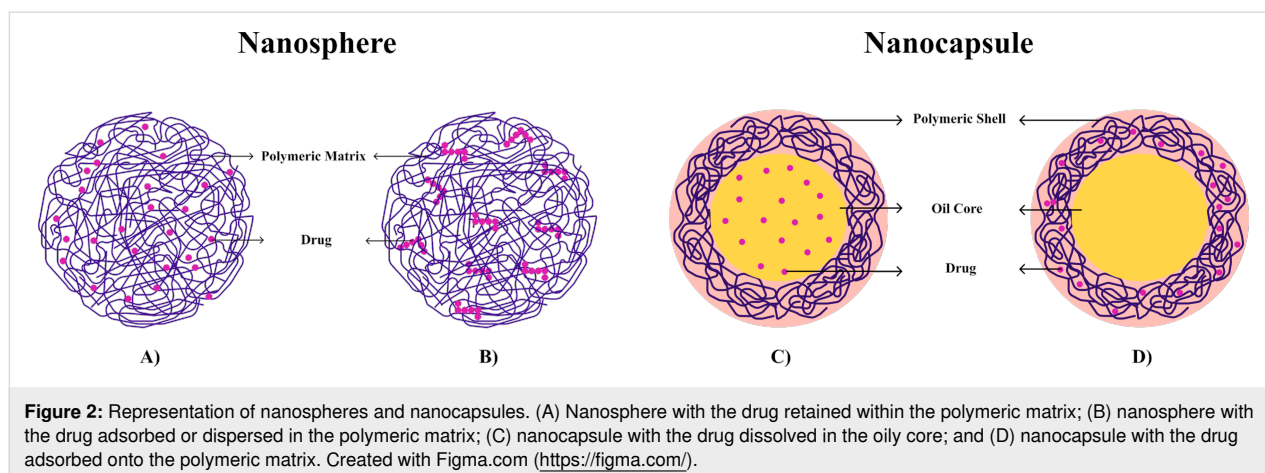 Nanosphere
Nanocapsule
Polymeric Matrix
Drug
Polymeric Shell
Oil Core
Drug
A)
B)
C)
D)
Figure 2: Representation of nanospheres and nanocapsules. (A) Nanosphere with the drug retained within the polymeric matrix; (B) nanosphere with
the drug adsorbed or dispersed in the polymeric matrix; (C) nanocapsule with the drug dissolved in the oily core; and (D) nanocapsule with the drug
adsorbed onto the polymeric matrix. Created with Figma.com (https://figma.com/).